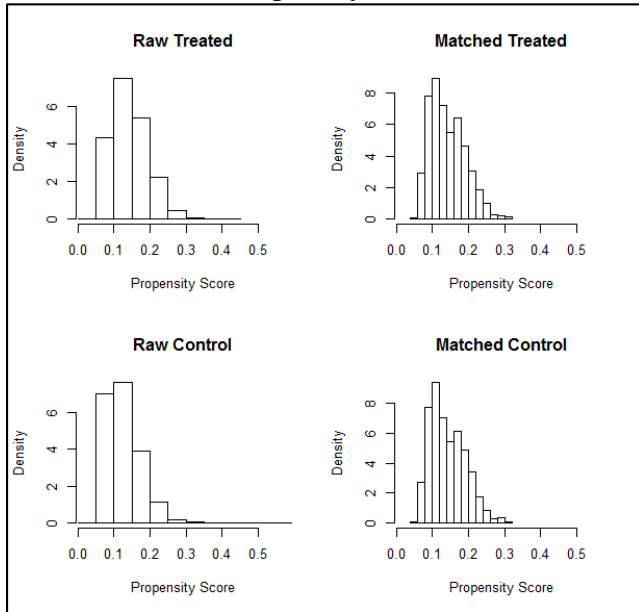 Raw Treated
Density
0 2 4 6
0.0 0.1 0.2 0.3 0.4 0.5
Propensity Score
Matched Treated
Density
0 2 4 6 8
0.0 0.1 0.2 0.3 0.4 0.5
Propensity Score
Raw Control
Density
0 2 4 6
0.0 0.1 0.2 0.3 0.4 0.5
Propensity Score
Matched Control
Density
0 2 4 6 8
0.0 0.1 0.2 0.3 0.4 0.5
Propensity Score